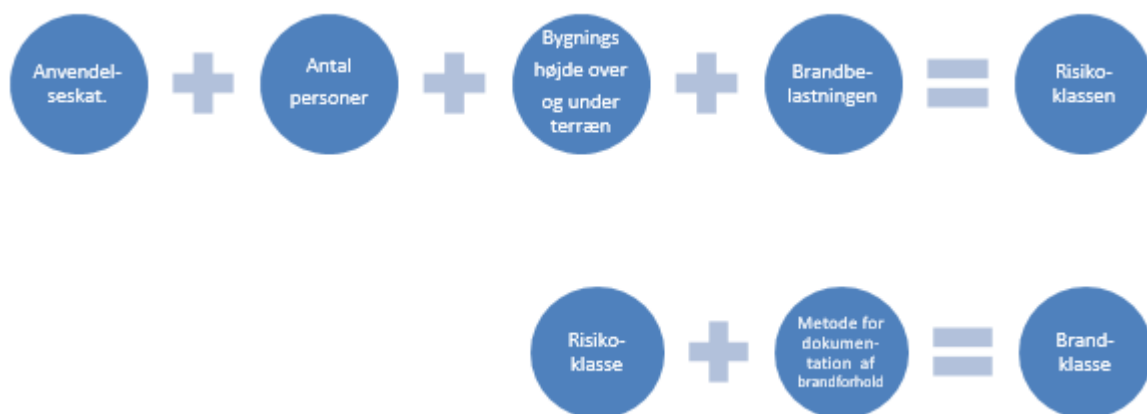 Anvendel-
seskat.
Antal
personer
Bygnings
højde over
og under
terræn
Brandbe-
lastningen
Risiko-
klassen
Risiko-
klasse
Metode for
dokumen-
tation af
brandforhold
Brand-
klasse